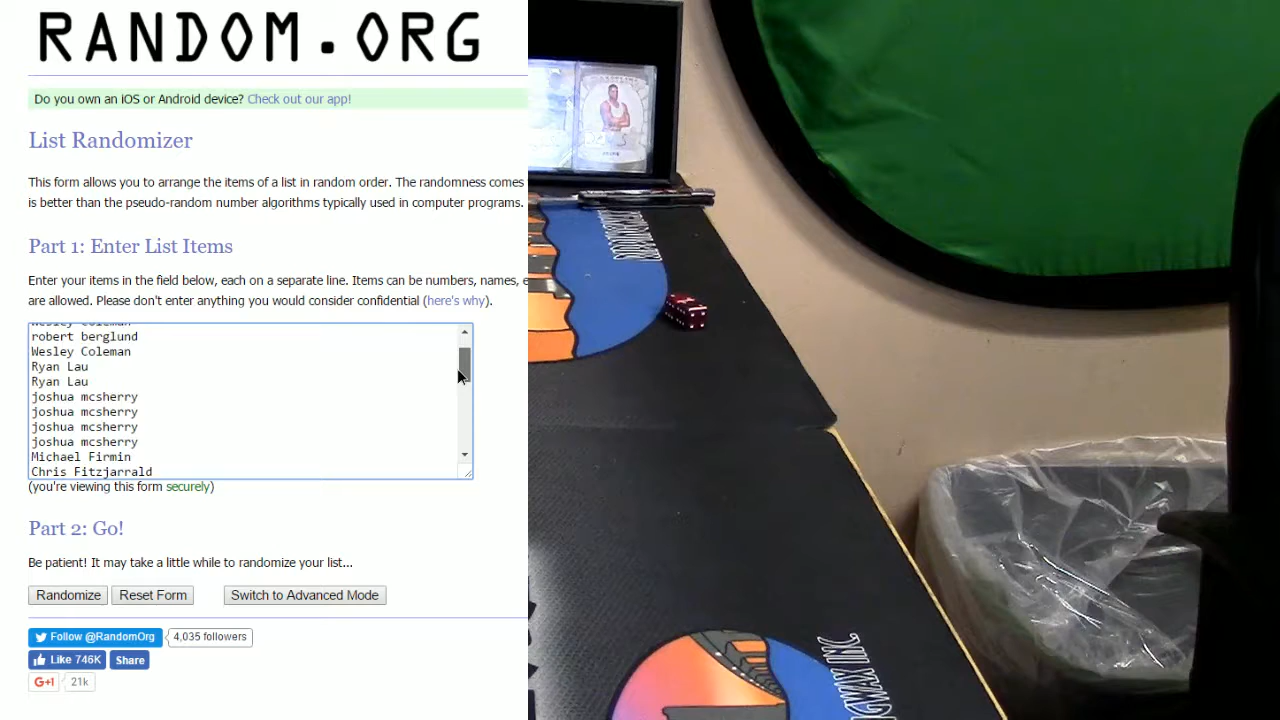 RANDOM.ORG
Do you own an iOS or Android device? Check out our app!
List Randomizer
This form allows you to arrange the items of a list in random order. The randomness comes
is better than the pseudo-random number algorithms typically used in computer programs.
Part 1: Enter List Items
Enter your items in the field below, each on a separate line. Items can be numbers, names, e
are allowed. Please don't enter anything you would consider confidential (here's why).
Wesley Coleman
robert berglund
Wesley Coleman
Ryan Lau
Ryan Lau
joshua mcsherry
joshua mcsherry
joshua mcsherry
joshua mcsherry
Michael Firmin
Chris Fitzjarrald
(you're viewing this form securely)
Part 2: Go!
Be patient! It may take a little while to randomize your list...
Randomize Reset Form Switch to Advanced Mode
Follow @RandomOrg 4,035 followers
Like 746K Share
G+1 21k